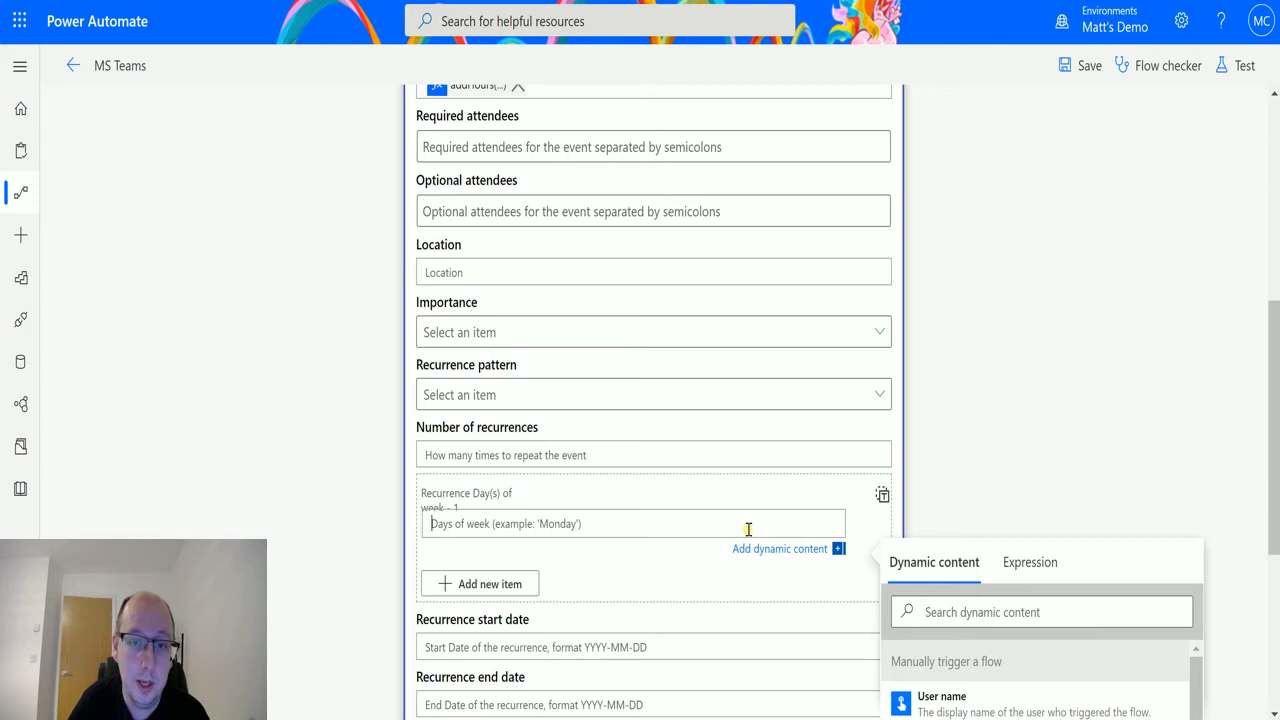 Power Automate
Search for helpful resources
Environments
Matt's Demo
?
MC
MS Teams
Save
Flow checker
Test
addHours(...)
Required attendees
Required attendees for the event separated by semicolons
Optional attendees
Optional attendees for the event separated by semicolons
Location
Location
Importance
Select an item
Recurrence pattern
Select an item
Number of recurrences
How many times to repeat the event
Recurrence Day(s) of
week - 1
Days of week (example: 'Monday')
Add dynamic content
Add new item
Recurrence start date
Start Date of the recurrence, format YYYY-MM-DD
Recurrence end date
End Date of the recurrence, format YYYY-MM-DD
Dynamic content
Expression
Search dynamic content
Manually trigger a flow
User name
The display name of the user who triggered the flow.